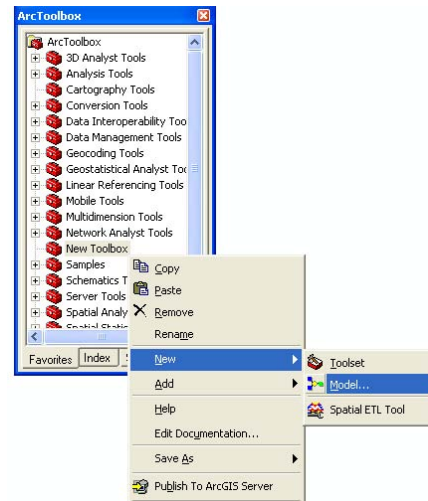 ArcToolbox
ArcToolbox
3D Analyst Tools
Analysis Tools
Cartography Tools
Conversion Tools
Data Interoperability Too
Data Management Tools
Geocoding Tools
Geostatistical Analyst Too
Linear Referencing Tools
Mobile Tools
Multidimension Tools
Network Analyst Tools
New Toolbox
Samples
Schematics T
Server Tools
Spatial Analy
Spatial Statis
Favorites Index
Copy
Paste
Remove
Rename
New
Add
Help
Edit Documentation...
Save As
Publish To ArcGIS Server
Toolset
Model...
Spatial ETL Tool